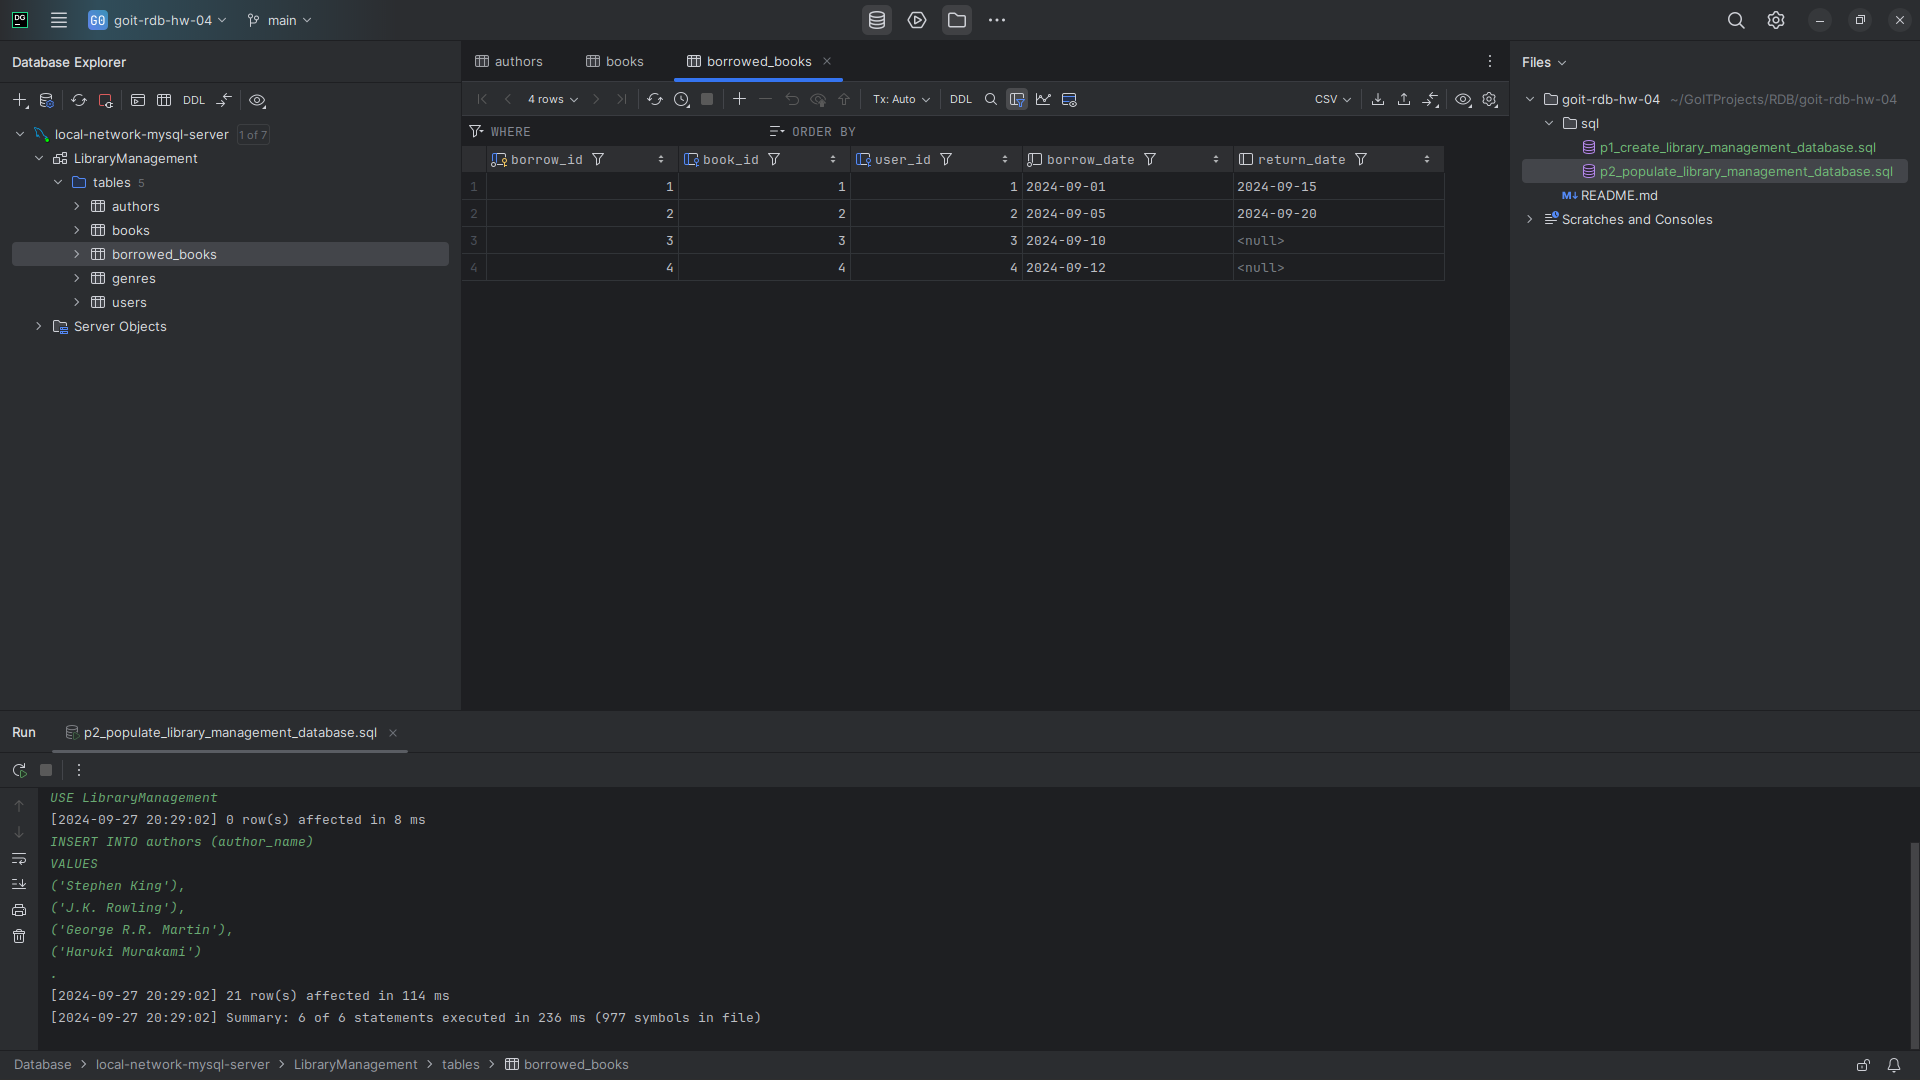 GO goit-rdb-hw-04 main
Database Explorer
DDL
local-network-mysql-server 1 of 7
LibraryManagement
tables 5
authors
books
borrowed_books
genres
users
Server Objects
authors books borrowed_books
4 rows Tx: Auto DDL CSV
WHERE ORDER BY
borrow_id book_id user_id borrow_date return_date
1 1 1 1 2024-09-01 2024-09-15
2 2 2 2 2024-09-05 2024-09-20
3 3 3 3 2024-09-10 <null>
4 4 4 4 2024-09-12 <null>
Files
goit-rdb-hw-04 ~/GoITProjects/RDB/goit-rdb-hw-04
sql
p1_create_library_management_database.sql
p2_populate_library_management_database.sql
M↓ README.md
Scratches and Consoles
Run p2_populate_library_management_database.sql
USE LibraryManagement
[2024-09-27 20:29:02] 0 row(s) affected in 8 ms
INSERT INTO authors (author_name)
VALUES
('Stephen King'),
('J.K. Rowling'),
('George R.R. Martin'),
('Haruki Murakami')
.
[2024-09-27 20:29:02] 21 row(s) affected in 114 ms
[2024-09-27 20:29:02] Summary: 6 of 6 statements executed in 236 ms (977 symbols in file)
Database > local-network-mysql-server > LibraryManagement > tables > borrowed_books